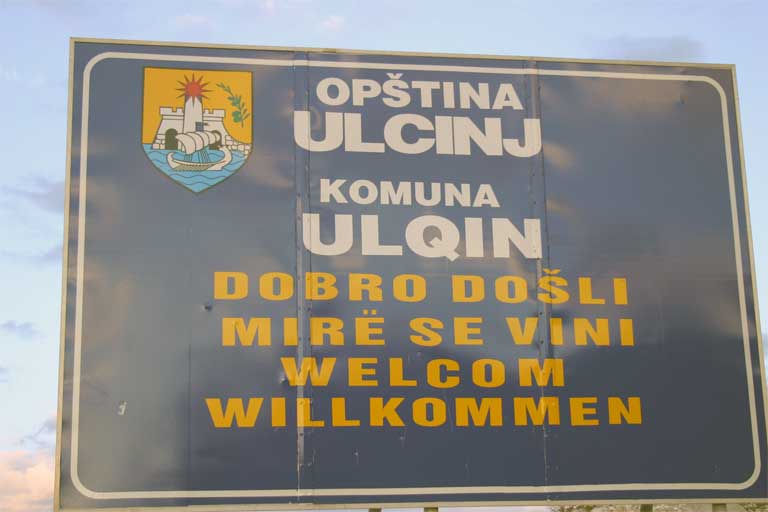 OPŠTINA
ULCINJ
KOMUNA
ULQIN
DOBRO DOŠLI
MIRË SE VINI
WELCOM
WILLKOMMEN